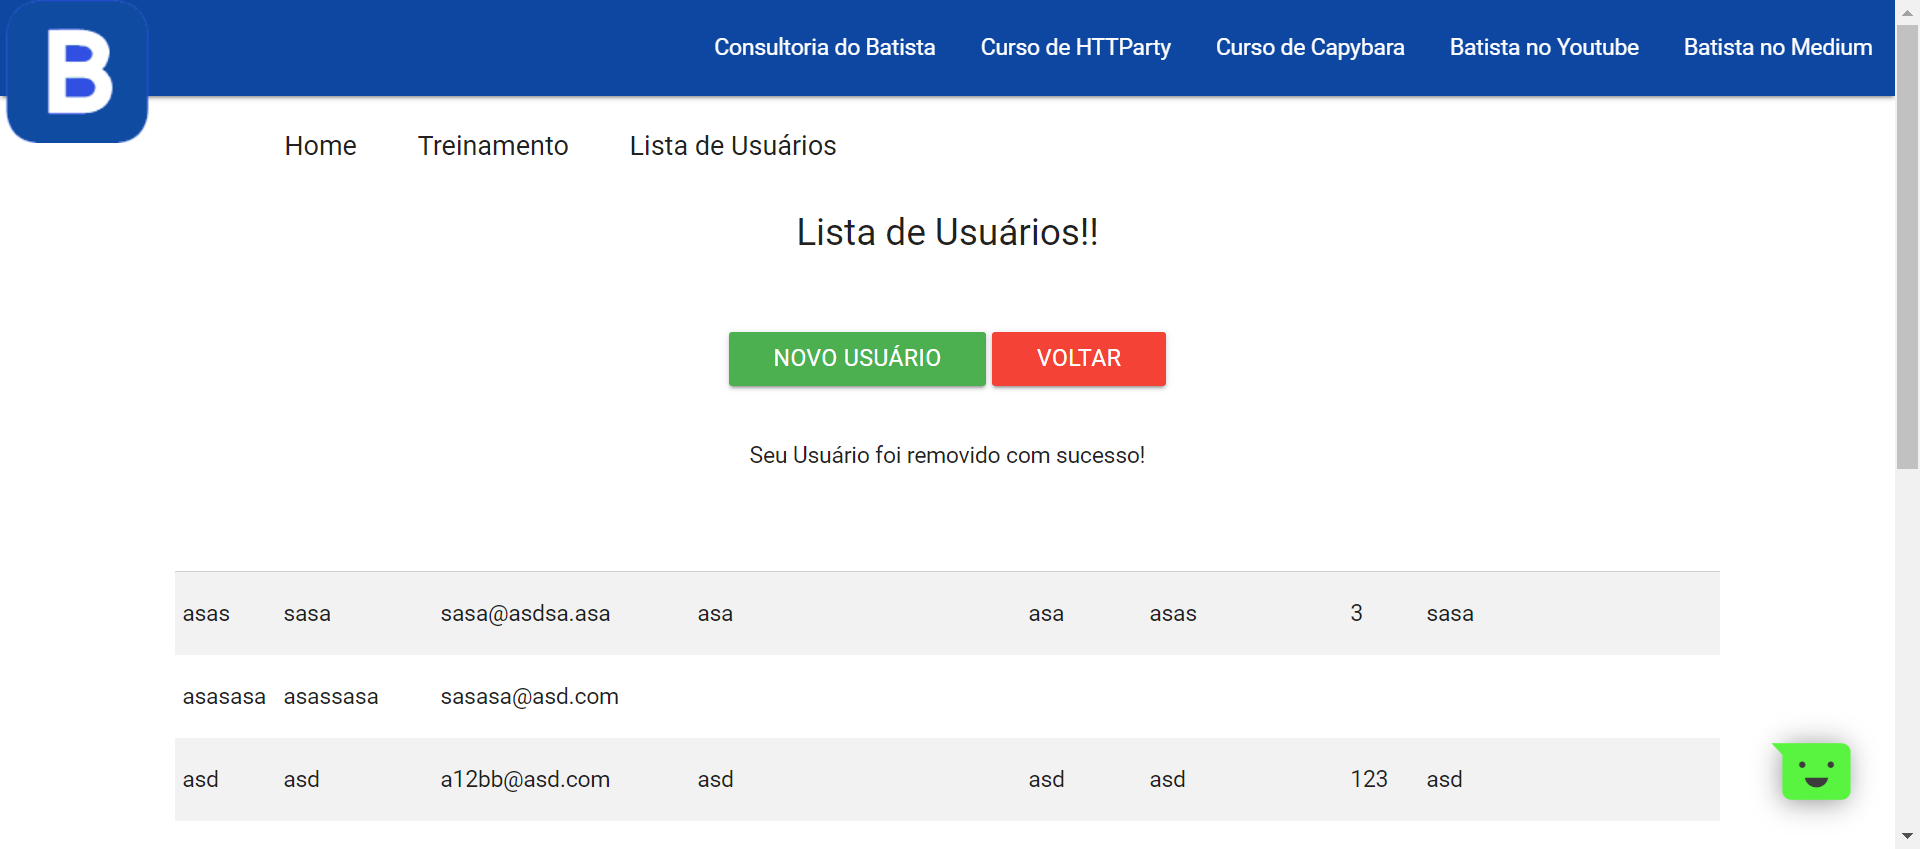 B
Consultoria do Batista Curso de HTTParty Curso de Capybara Batista no Youtube Batista no Medium
Home Treinamento Lista de Usuários
Lista de Usuários!!
NOVO USUÁRIO VOLTAR
Seu Usuário foi removido com sucesso!
asas sasa sasa@asdsa.asa asa asa asas 3 sasa
asasasa asassasa sasasa@asd.com
asd asd a12bb@asd.com asd asd asd 123 asd